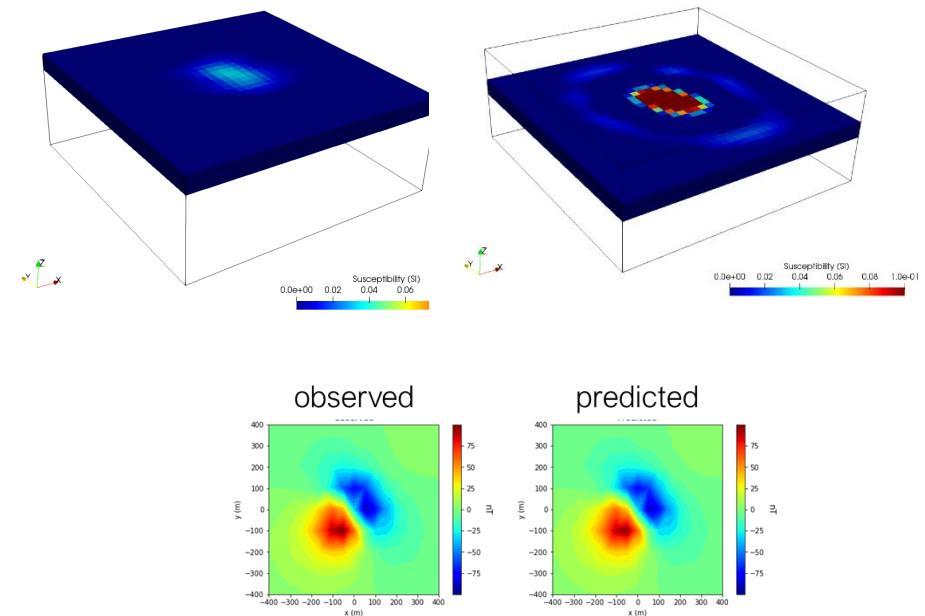 Z
Y
X
Susceptibility (SI)
0.0e+00 0.02 0.04 0.06
Z
Y
X
Susceptibility (SI)
0.0e+00 0.02 0.04 0.06 0.08 1.0e-01
observed
predicted
400
300
200
100
0
−100
−200
−300
−400
y (m)
−400 −300 −200 −100 0 100 200 300 400
x (m)
75
50
25
0
−25
−50
−75
nT
400
300
200
100
0
−100
−200
−300
−400
y (m)
−400 −300 −200 −100 0 100 200 300 400
x (m)
75
50
25
0
−25
−50
−75
nT